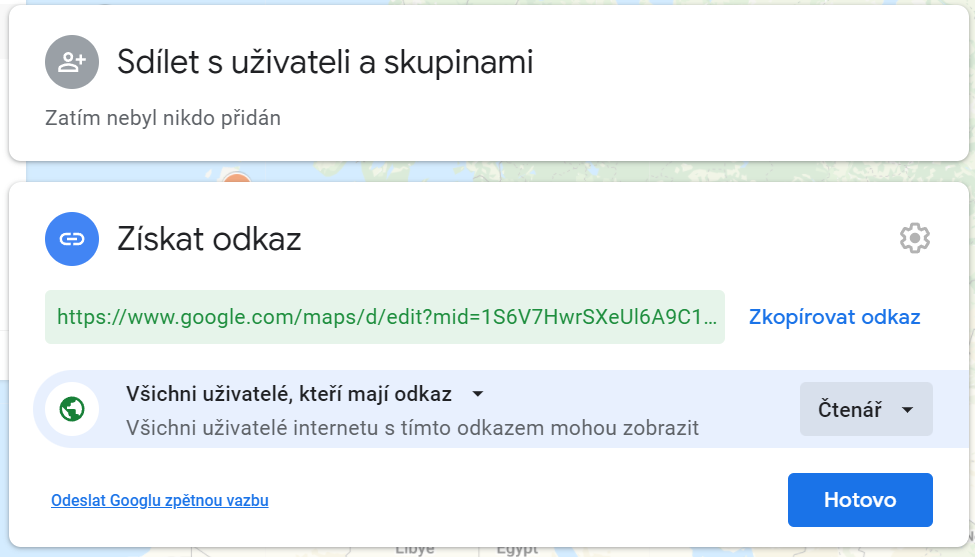 Sdílet s uživateli a skupinami
Zatím nebyl nikdo přidán
Získat odkaz
https://www.google.com/maps/d/edit?mid=1S6V7HwrSXeUl6A9C1...
Zkopírovat odkaz
Všichni uživatelé, kteří mají odkaz
Všichni uživatelé internetu s tímto odkazem mohou zobrazit
Čtenář
Odeslat Googlu zpětnou vazbu
Hotovo
Libye
Egypt